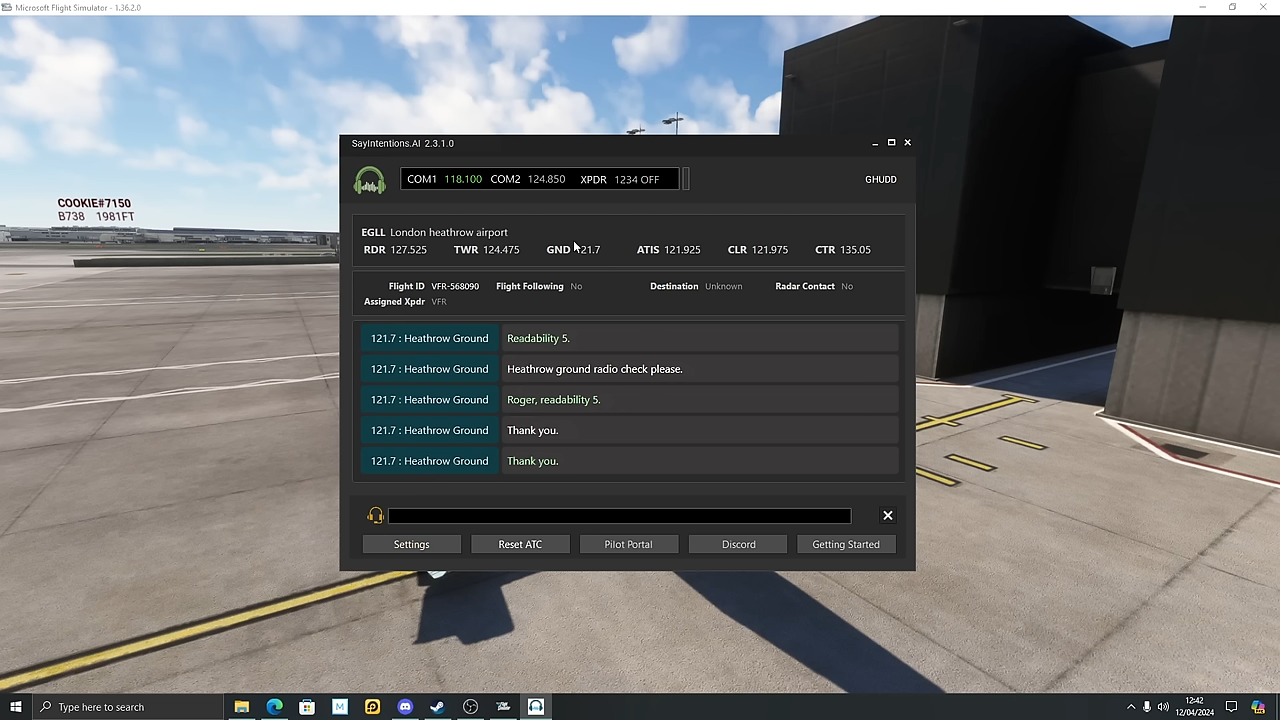 Microsoft Flight Simulator - 1.36.2.0
SayIntentions.AI 2.3.1.0
COM1 118.100 COM2 124.850 XPDR 1234 OFF
GHUDD
COOKIE#7150
B738 1981FT
EGLL London heathrow airport
RDR 127.525 TWR 124.475 GND 21.7 ATIS 121.925 CLR 121.975 CTR 135.05
Flight ID VFR-568090 Flight Following No Destination Unknown Radar Contact No
Assigned Xpdr VFR
121.7 : Heathrow Ground Readability 5.
121.7 : Heathrow Ground Heathrow ground radio check please.
121.7 : Heathrow Ground Roger, readability 5.
121.7 : Heathrow Ground Thank you.
121.7 : Heathrow Ground Thank you.
Settings Reset ATC Pilot Portal Discord Getting Started
Type here to search
12:42
12/04/2024